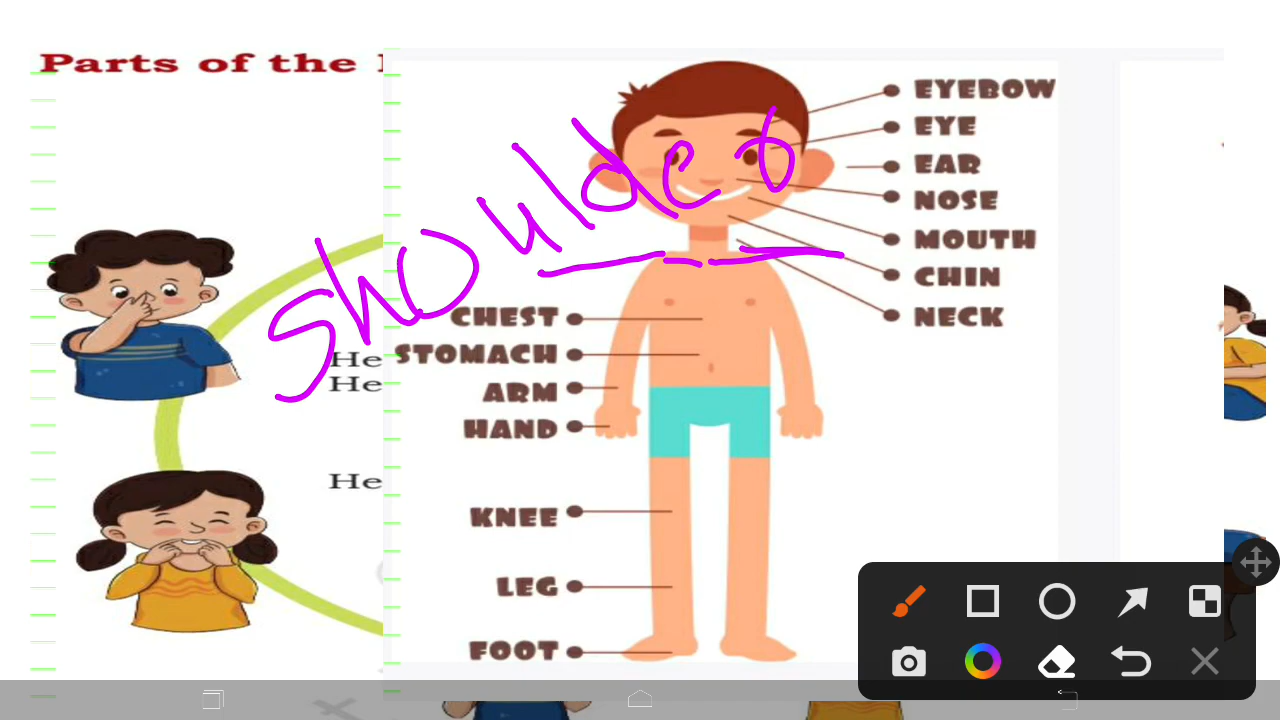 Parts of the
EYEBOW
EYE
EAR
NOSE
MOUTH
CHIN
NECK
shoulder
CHEST
STOMACH
ARM
HAND
He
He
He
KNEE
LEG
FOOT